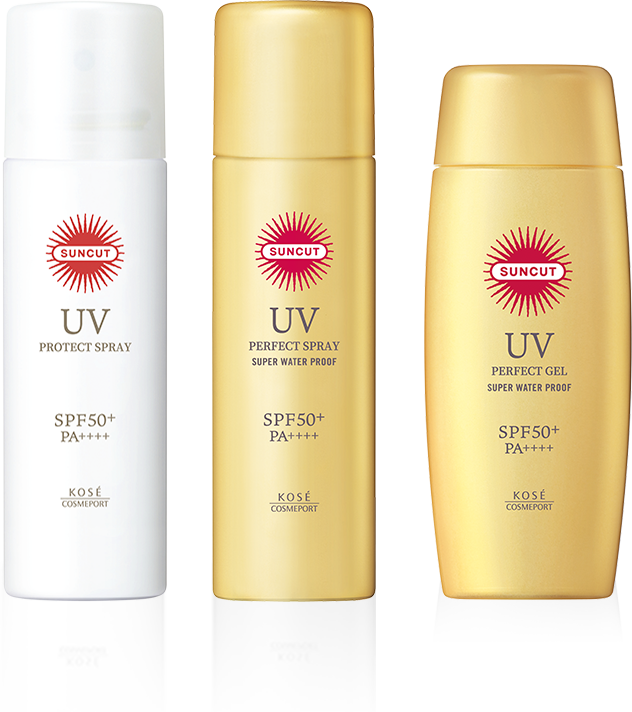 SUNCUT
UV
PROTECT SPRAY
SPF50+
PA++++
KOSÉ
COSMEPORT
SUNCUT
UV
PERFECT SPRAY
SUPER WATER PROOF
SPF50+
PA++++
KOSÉ
COSMEPORT
SUNCUT
UV
PERFECT GEL
SUPER WATER PROOF
SPF50+
PA++++
KOSÉ
COSMEPORT